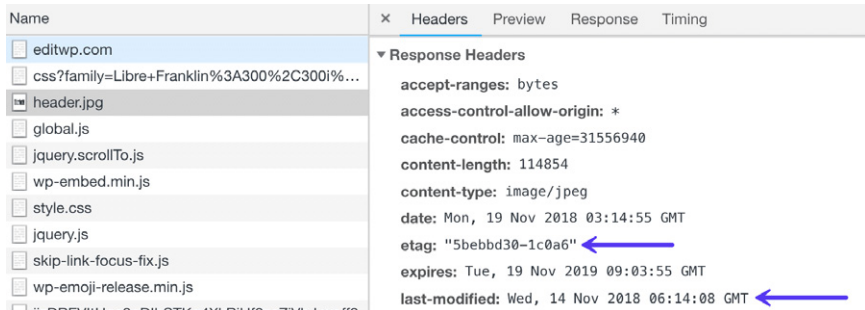 Name
editwp.com
css?family=Libre+Franklin%3A300%2C300i%...
header.jpg
global.js
jquery.scrollTo.js
wp-embed.min.js
style.css
jquery.js
skip-link-focus-fix.js
wp-emoji-release.min.js
× Headers Preview Response Timing
▼ Response Headers
accept-ranges: bytes
access-control-allow-origin: *
cache-control: max-age=31556940
content-length: 114854
content-type: image/jpeg
date: Mon, 19 Nov 2018 03:14:55 GMT
etag: "5bebbd30-1c0a6"
expires: Tue, 19 Nov 2019 09:03:55 GMT
last-modified: Wed, 14 Nov 2018 06:14:08 GMT